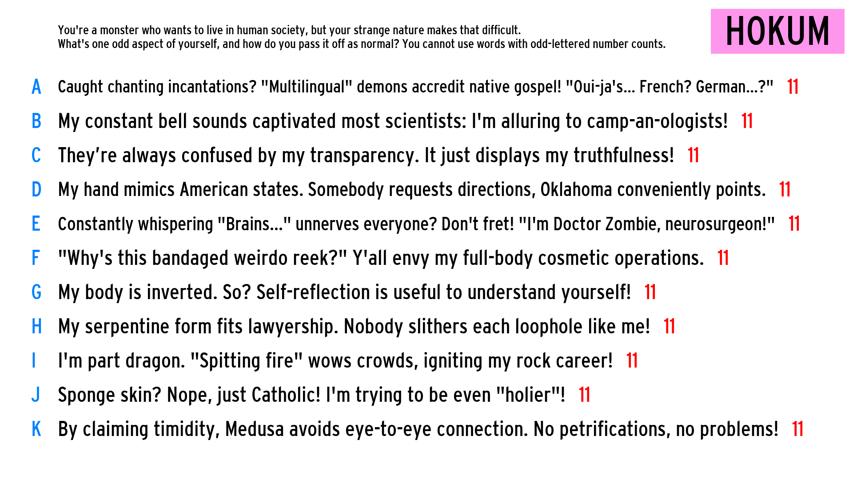 You're a monster who wants to live in human society, but your strange nature makes that difficult.
What's one odd aspect of yourself, and how do you pass it off as normal? You cannot use words with odd-lettered number counts.
HOKUM
A Caught chanting incantations? "Multilingual" demons accredit native gospel! "Oui-ja's... French? German...?" 11
B My constant bell sounds captivated most scientists: I'm alluring to camp-an-ologists! 11
C They’re always confused by my transparency. It just displays my truthfulness! 11
D My hand mimics American states. Somebody requests directions, Oklahoma conveniently points. 11
E Constantly whispering "Brains..." unnerves everyone? Don't fret! "I'm Doctor Zombie, neurosurgeon!" 11
F "Why's this bandaged weirdo reek?" Y'all envy my full-body cosmetic operations. 11
G My body is inverted. So? Self-reflection is useful to understand yourself! 11
H My serpentine form fits lawyership. Nobody slithers each loophole like me! 11
I I'm part dragon. "Spitting fire" wows crowds, igniting my rock career! 11
J Sponge skin? Nope, just Catholic! I'm trying to be even "holier"! 11
K By claiming timidity, Medusa avoids eye-to-eye connection. No petrifications, no problems! 11